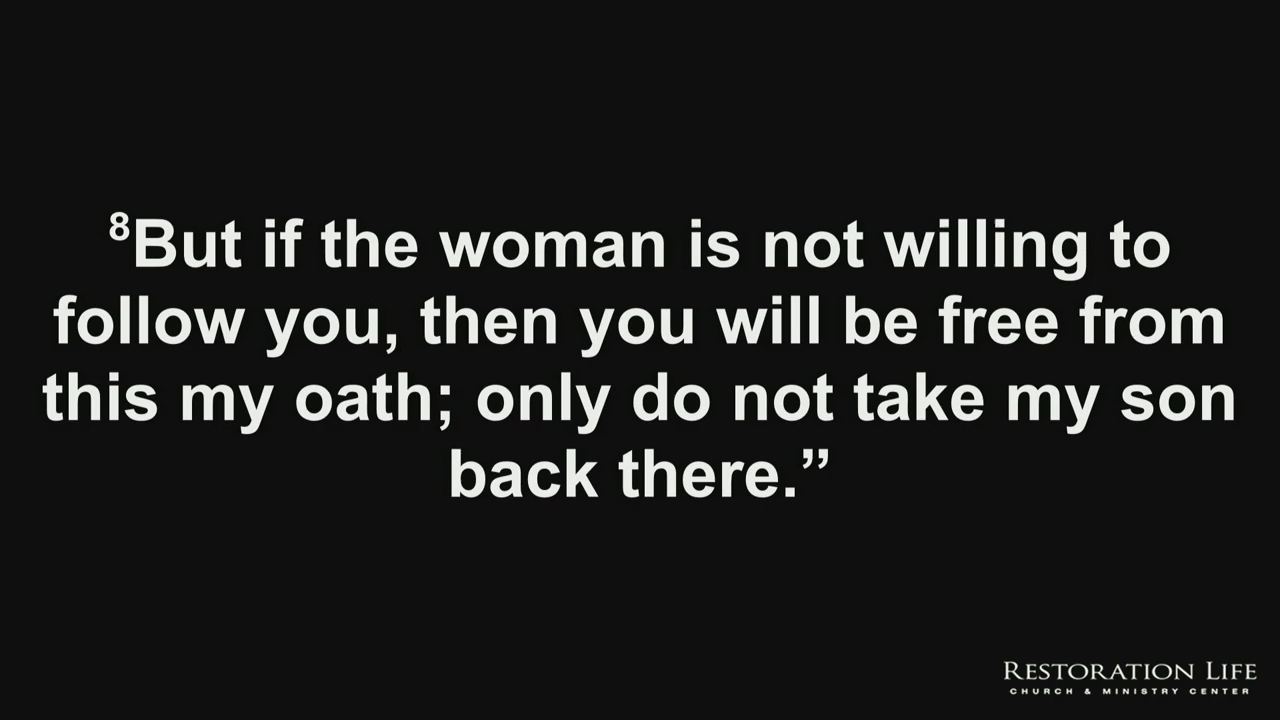 ⁸But if the woman is not willing to
follow you, then you will be free from
this my oath; only do not take my son
back there.”
RESTORATION LIFE
CHURCH & MINISTRY CENTER